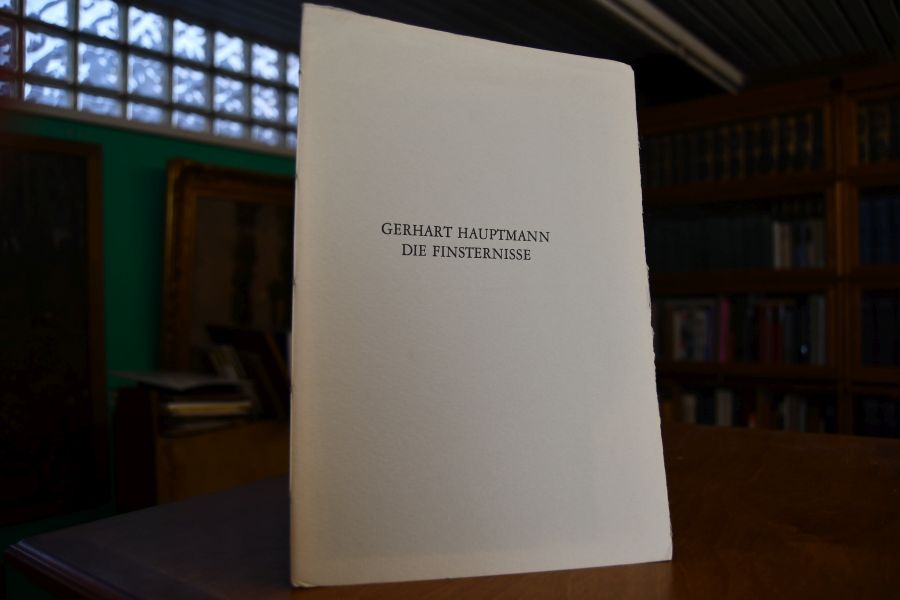 GERHART HAUPTMANN
DIE FINSTERNISSE